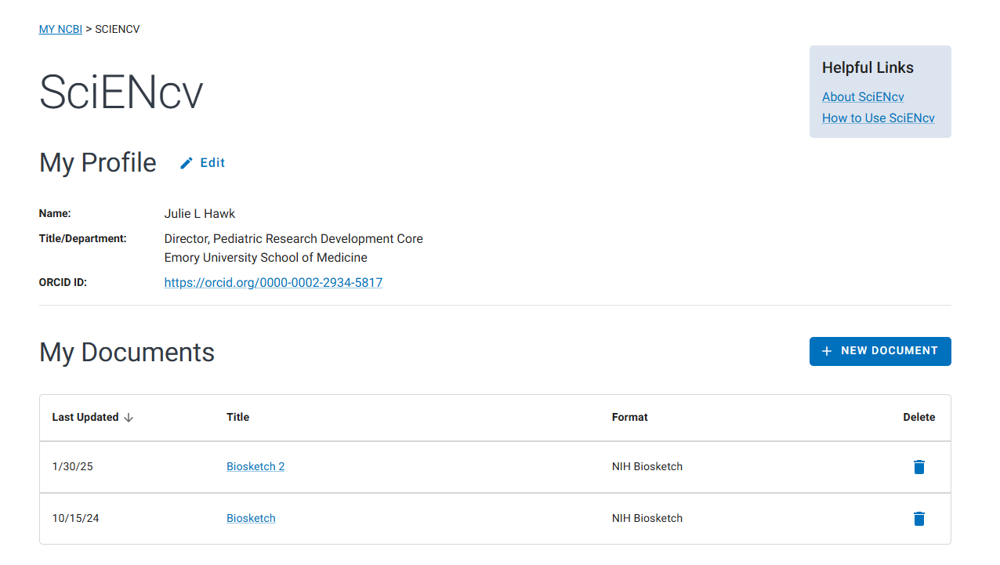 MY NCBI > SCIENCV
SciENcv
Helpful Links
About SciENcv
How to Use SciENcv
My Profile
Edit
Name: Julie L Hawk
Title/Department: Director, Pediatric Research Development Core
Emory University School of Medicine
ORCID ID: https://orcid.org/0000-0002-2934-5817
My Documents
+ NEW DOCUMENT
Last Updated ↓ Title Format Delete
1/30/25 Biosketch 2 NIH Biosketch
10/15/24 Biosketch NIH Biosketch